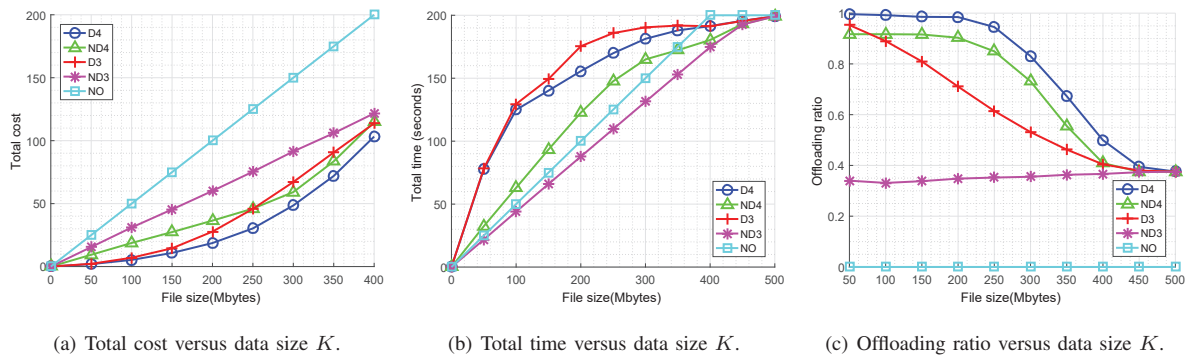 200
150
100
50
0
0 50 100 150 200 250 300 350 400
Total cost
File size(Mbytes)
D4
ND4
D3
ND3
NO
(a) Total cost versus data size K.
200
150
100
50
0
0 100 200 300 400 500
Total time (seconds)
File size(Mbytes)
D4
ND4
D3
ND3
NO
(b) Total time versus data size K.
1
0.8
0.6
0.4
0.2
0
50 100 150 200 250 300 350 400 450 500
Offloading ratio
File size(Mbytes)
D4
ND4
D3
ND3
NO
(c) Offloading ratio versus data size K.